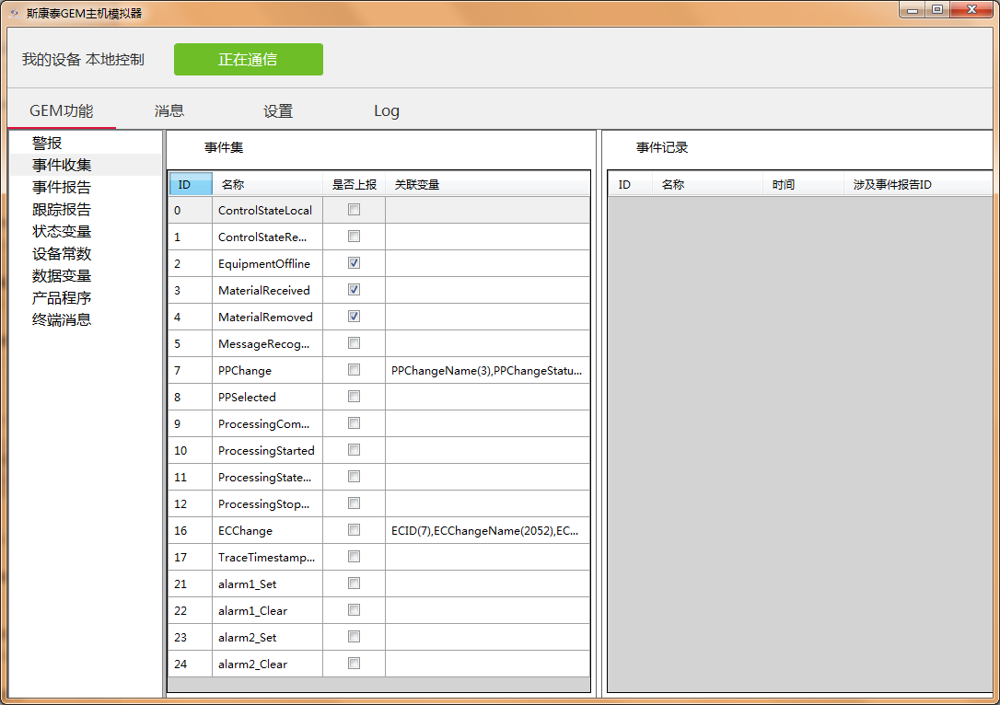 斯康泰GEM主机模拟器
我的设备 本地控制 正在通信
GEM功能 消息 设置 Log
警报
事件收集
事件报告
跟踪报告
状态变量
设备常数
数据变量
产品程序
终端消息
事件集
ID 名称 是否上报 关联变量
0 ControlStateLocal
1 ControlStateRe...
2 EquipmentOffline
3 MaterialReceived
4 MaterialRemoved
5 MessageRecog...
7 PPChange PPChangeName(3),PPChangeStatu...
8 PPSelected
9 ProcessingCom...
10 ProcessingStarted
11 ProcessingState...
12 ProcessingStop...
16 ECChange ECID(7),ECChangeName(2052),EC...
17 TraceTimestamp...
21 alarm1_Set
22 alarm1_Clear
23 alarm2_Set
24 alarm2_Clear
事件记录
ID 名称 时间 涉及事件报告ID